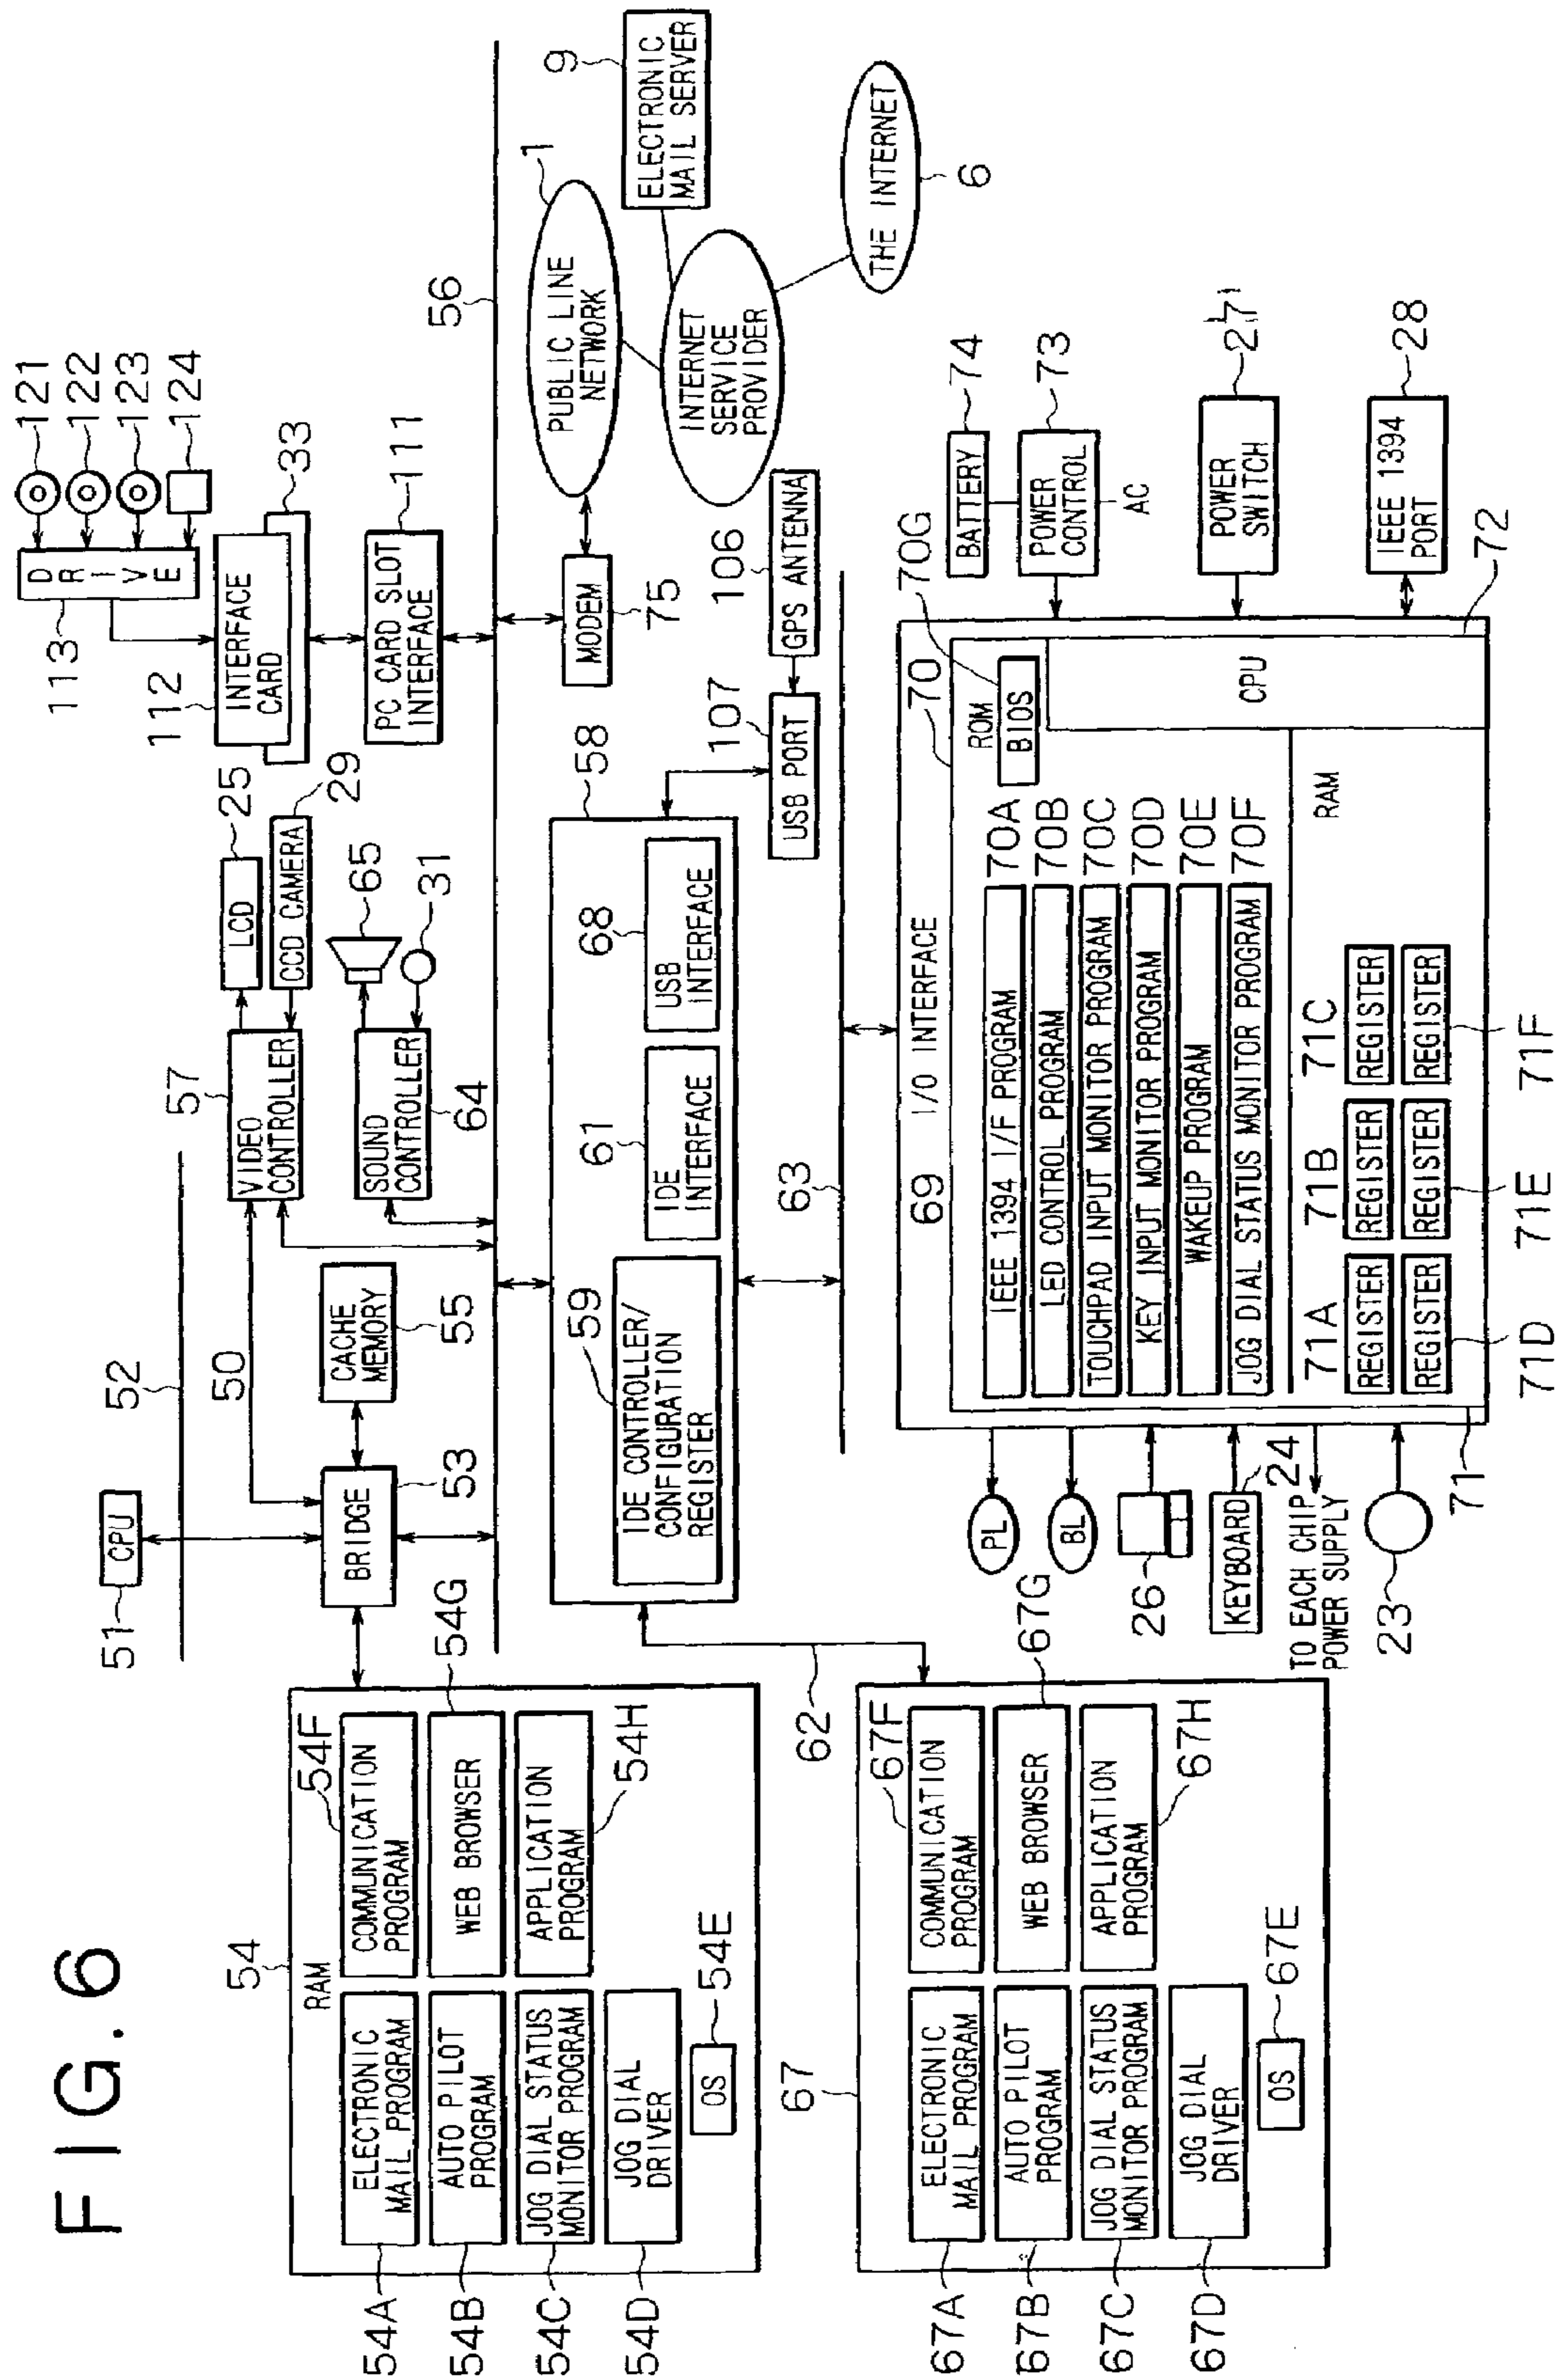 FIG. 6
51
CPU
52
50
BRIDGE
53
CACHE
MEMORY
55
57
VIDEO
CONTROLLER
LCD
25
CCD CAMERA
29
SOUND
CONTROLLER
64
65
31
113
DRIVE
121
122
123
124
112
INTERFACE
CARD
33
PC CARD SLOT
INTERFACE
111
56
54
RAM
54A
ELECTRONIC
MAIL PROGRAM
54F
COMMUNICATION
PROGRAM
54B
AUTO PILOT
PROGRAM
54G
WEB BROWSER
54C
JOG DIAL STATUS
MONITOR PROGRAM
54H
APPLICATION
PROGRAM
54D
JOG DIAL
DRIVER
54E
OS
58
59
IDE CONTROLLER/
CONFIGURATION
REGISTER
61
IDE
INTERFACE
68
USB
INTERFACE
MODEM
75
PUBLIC LINE
NETWORK
1
INTERNET
SERVICE
PROVIDER
ELECTRONIC
MAIL SERVER
9
THE INTERNET
6
107
USB PORT
106
GPS ANTENNA
62
63
67
67A
ELECTRONIC
MAIL PROGRAM
67F
COMMUNICATION
PROGRAM
67B
AUTO PILOT
PROGRAM
67G
WEB BROWSER
67C
JOG DIAL STATUS
MONITOR PROGRAM
67H
APPLICATION
PROGRAM
67D
JOG DIAL
DRIVER
67E
OS
69
I/O INTERFACE
70
ROM
70G
BIOS
IEEE 1394 I/F PROGRAM
70A
LED CONTROL PROGRAM
70B
TOUCHPAD INPUT MONITOR PROGRAM
70C
KEY INPUT MONITOR PROGRAM
70D
WAKEUP PROGRAM
70E
JOG DIAL STATUS MONITOR PROGRAM
70F
CPU
72
RAM
71A
71B
71C
REGISTER
REGISTER
REGISTER
REGISTER
REGISTER
REGISTER
71D
71E
71F
71
PL
BL
26
KEYBOARD
24
TO EACH CHIP
POWER SUPPLY
23
BATTERY
74
POWER
CONTROL
73
AC
POWER
SWITCH
27
IEEE 1394
PORT
28